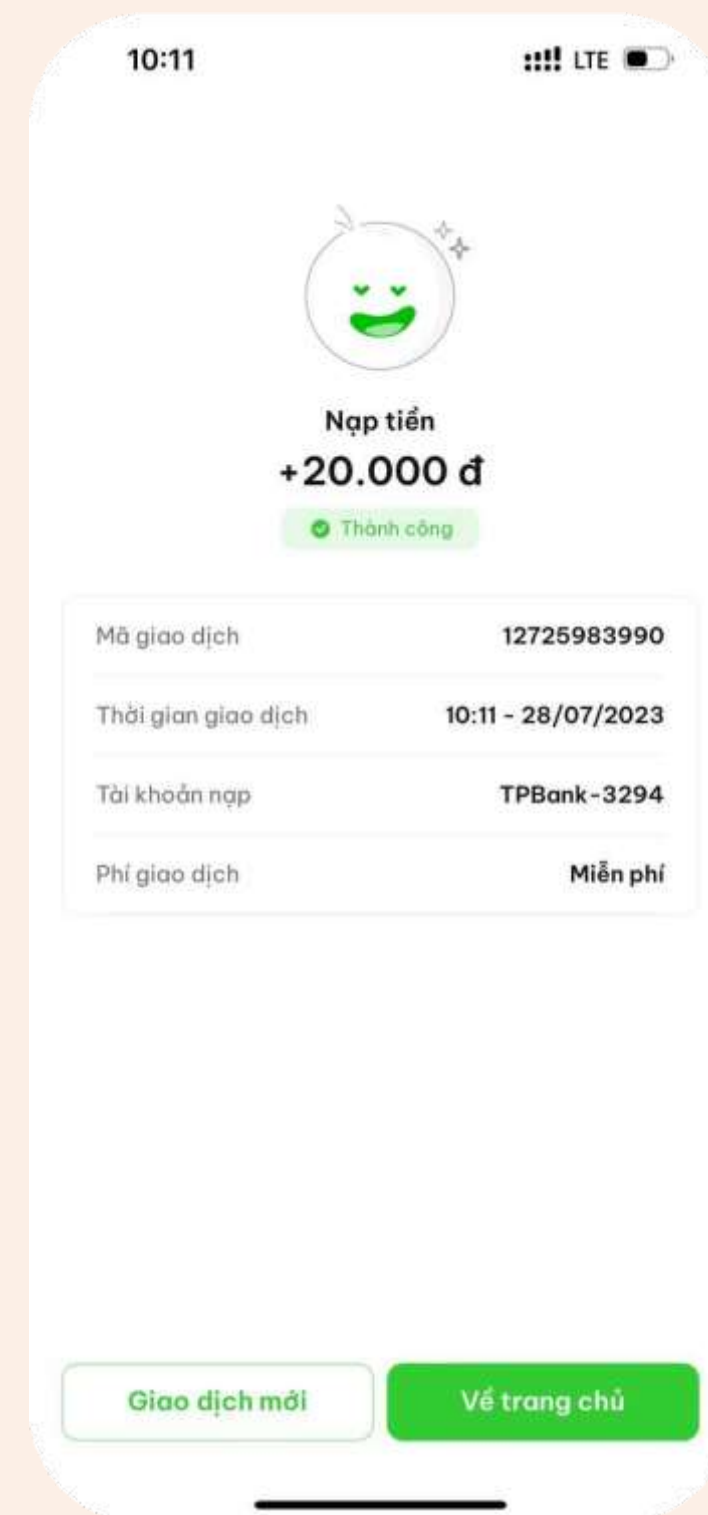 10:11 LTE
Nạp tiền
+20.000 đ
Thành công
Mã giao dịch 12725983990
Thời gian giao dịch 10:11 - 28/07/2023
Tài khoản nạp TPBank-3294
Phí giao dịch Miễn phí
Giao dịch mới Về trang chủ